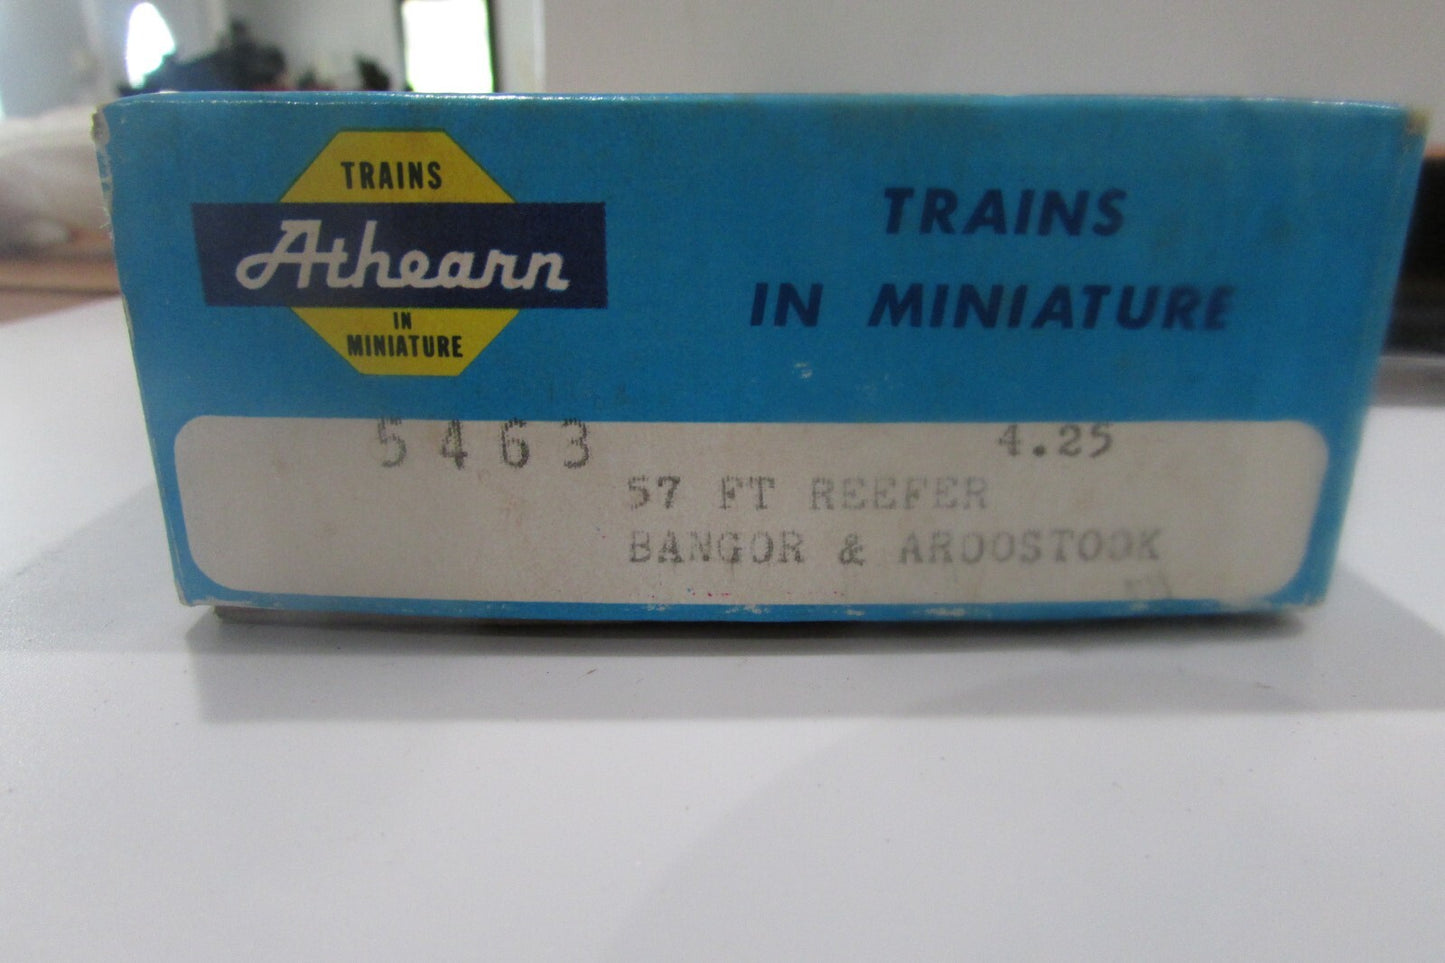 TRAINS
Athearn
IN
MINIATURE
TRAINS
IN MINIATURE
5463 4.25
57 FT REEFER
BANGOR & AROOSTOOK